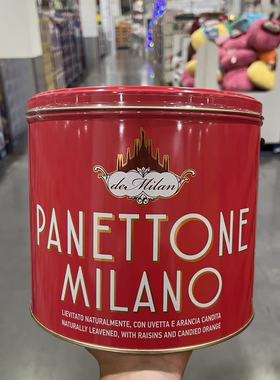 de Milan
PANETTONE
MILANO
LIEVITATO NATURALMENTE, CON UVETTA E ARANCIA CANDITA
NATURALLY LEAVENED, WITH RAISINS AND CANDIED ORANGE